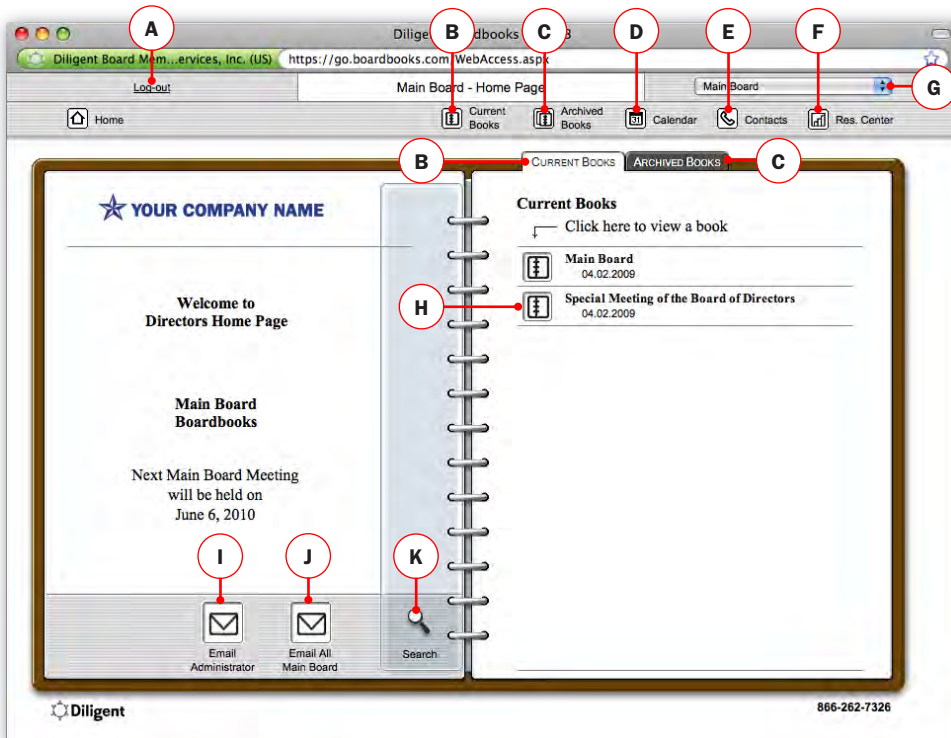 A
B
C
D
E
F
Diligent
dbooks
Diligent Board Mem...ervices, Inc. (US)
https://go.boardbooks.com/WebAccess.aspx
Log-out
Main Board - Home Page
Main Board
G
Home
Current
Books
Archived
Books
31
Calendar
Contacts
Res. Center
B
CURRENT BOOKS
ARCHIVED BOOKS
C
YOUR COMPANY NAME
Current Books
Click here to view a book
Main Board
04.02.2009
H
Special Meeting of the Board of Directors
04.02.2009
Welcome to
Directors Home Page
Main Board
Boardbooks
Next Main Board Meeting
will be held on
June 6, 2010
I
J
K
Email
Administrator
Email All
Main Board
Search
Diligent
866-262-7326